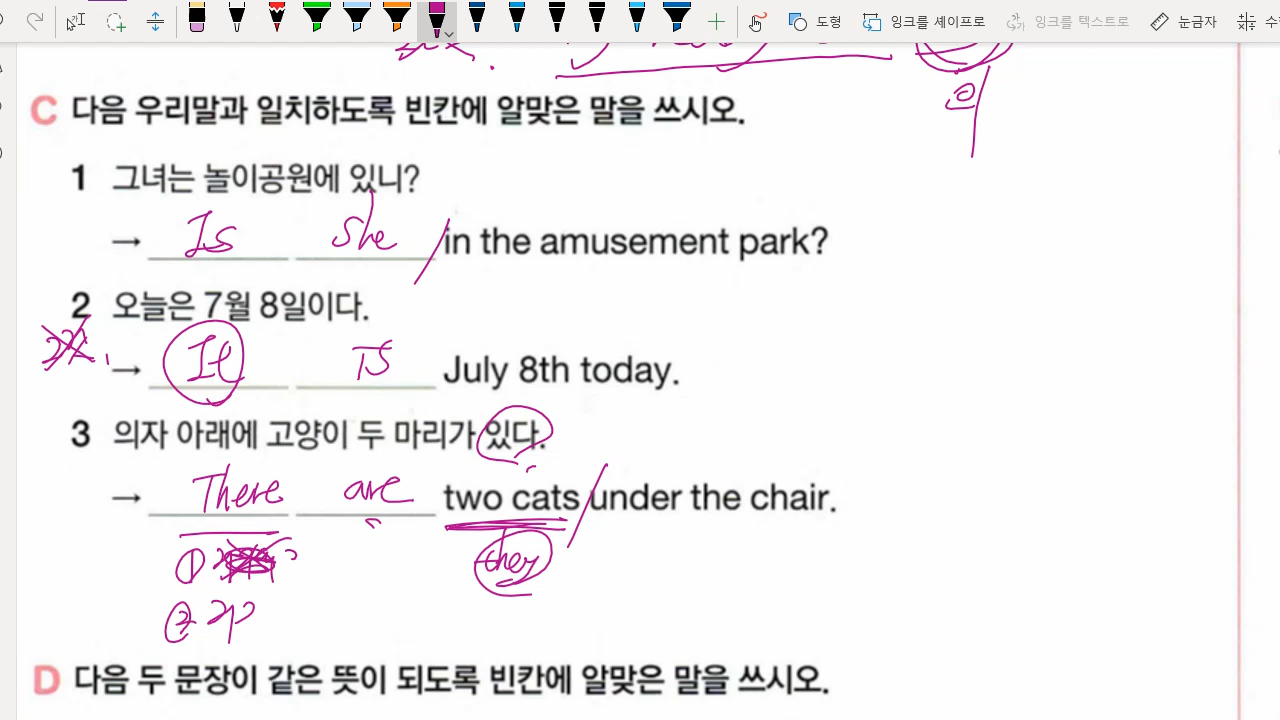 도형 잉크를 셰이프로 잉크를 텍스트로 눈금자 수
C 다음 우리말과 일치하도록 빈칸에 알맞은 말을 쓰시오.
1 그녀는 놀이공원에 있니?
→ Is She in the amusement park?
2 오늘은 7월 8일이다.
→ It is July 8th today.
3 의자 아래에 고양이 두 마리가 있다.
→ There are two cats under the chair.
① they
②
D 다음 두 문장이 같은 뜻이 되도록 빈칸에 알맞은 말을 쓰시오.